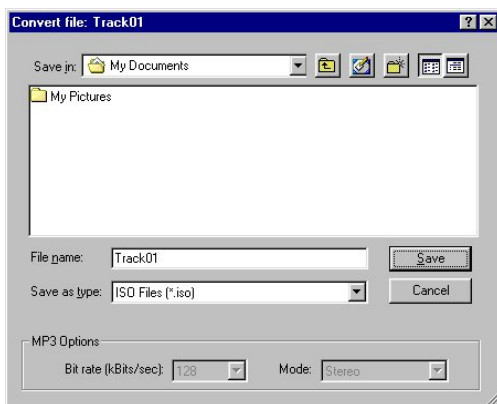 Convert file: Track01
Save in: My Documents
My Pictures
File name: Track01 Save
Save as type: ISO Files (*.iso) Cancel
MP3 Options
Bit rate (kBits/sec): 128 Mode: Stereo